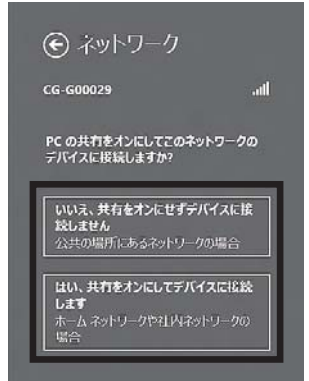 ネットワーク
CG-G00029
PC の共有をオンにしてこのネットワークの
デバイスに接続しますか?
いいえ、共有をオンにせずデバイスに接
続しません
公共の場所にあるネットワークの場合
はい、共有をオンにしてデバイスに接続
します
ホーム ネットワークや社内ネットワークの
場合